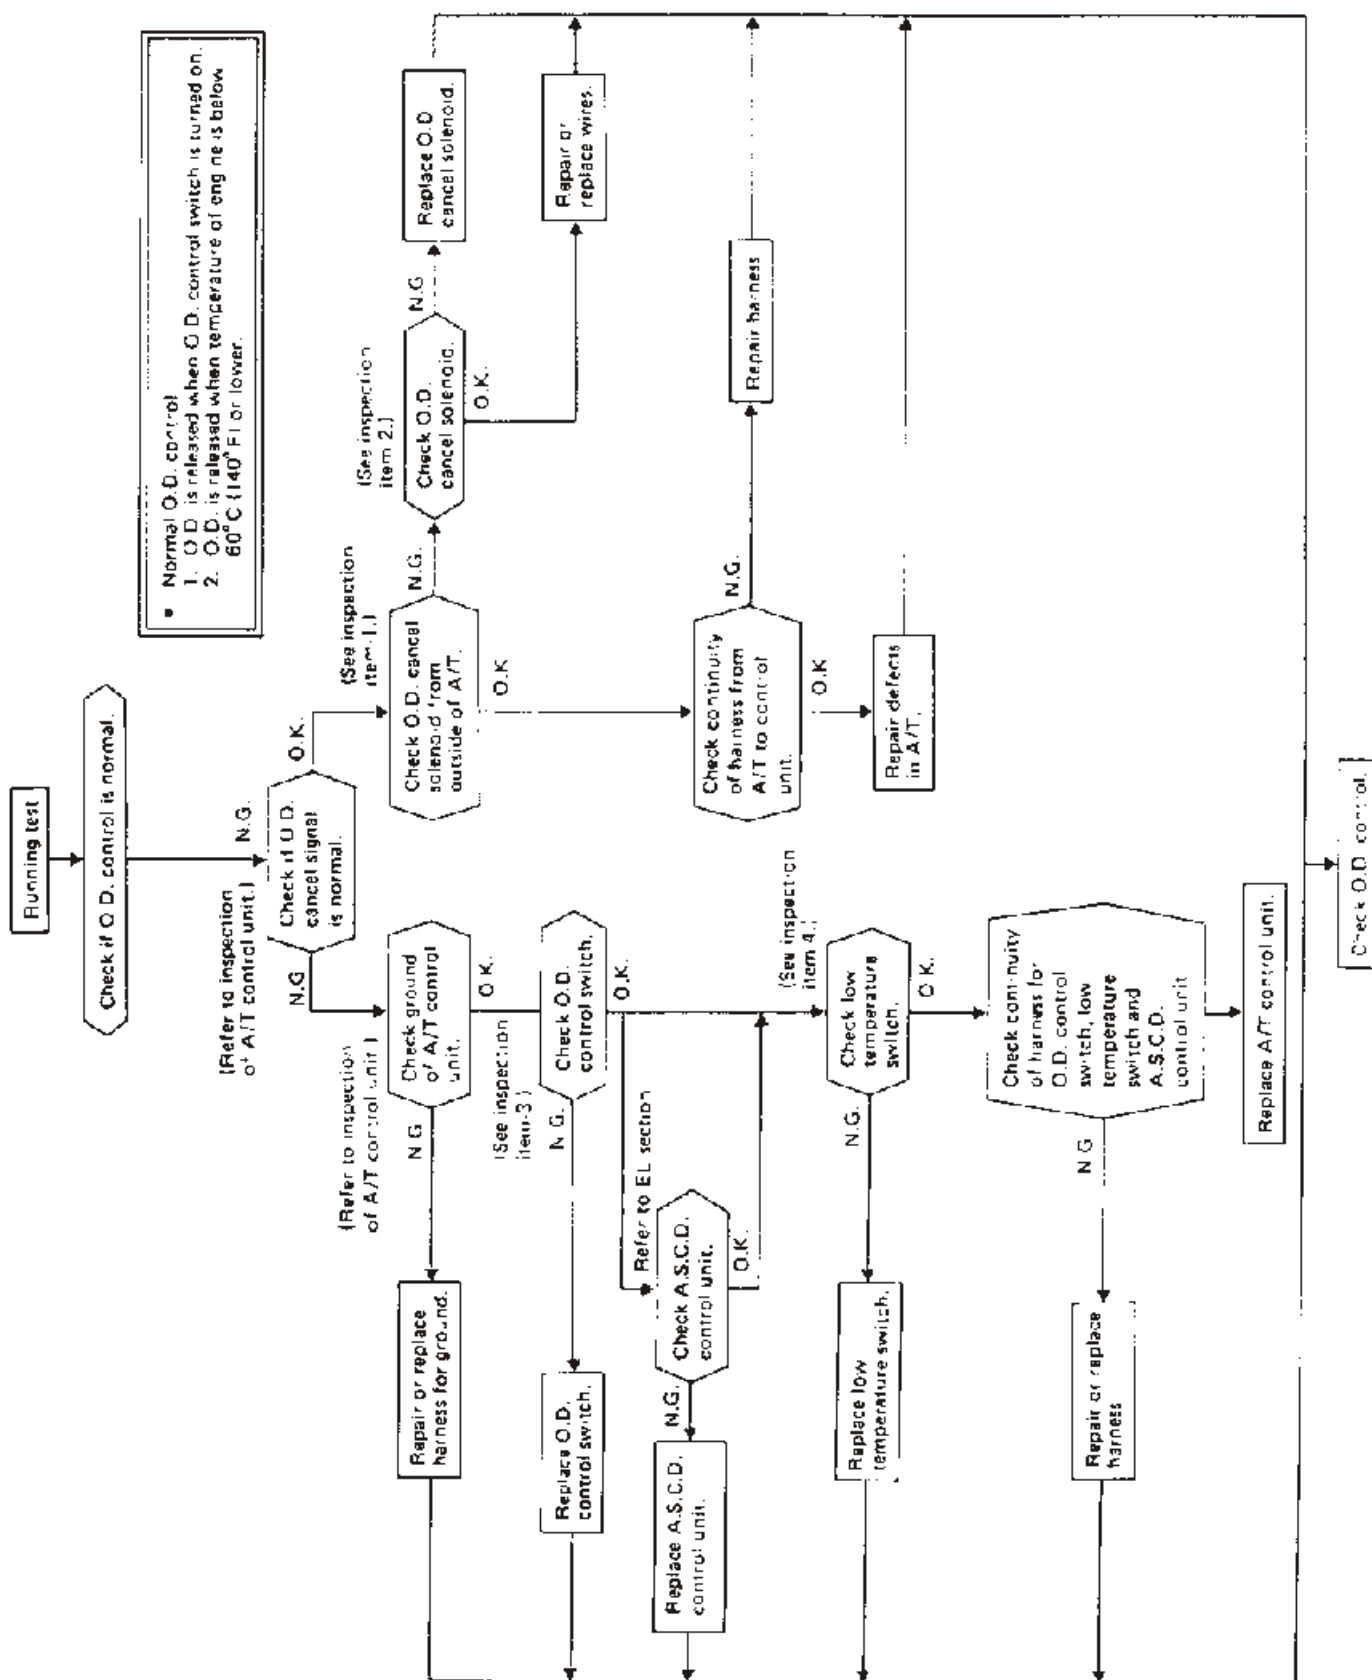 Running test
Check if O.D. control is normal.
• Normal O.D. control
1. O.D. is released when O.D. control switch is turned on.
2. O.D. is released when temperature of engine is below
60°C (140°F) or lower.
N.G.
(Refer to inspection
of A/T control unit.)
Check if O.D.
cancel signal
is normal.
N.G.
O.K.
(Refer to inspection
of A/T control unit.)
Check ground
of A/T control
unit.
N.G.
O.K.
Repair or replace
harness for ground.
(See inspection
item-1.)
Check O.D. cancel
solenoid from
outside of A/T.
N.G.
O.K.
(See inspection
item 2.)
Check O.D.
cancel solenoid.
N.G.
O.K.
Replace O.D.
cancel solenoid.
Repair or
replace wires.
(See inspection
item-3.)
Check O.D.
control switch.
N.G.
O.K.
Replace O.D.
control switch.
Refer to EL section
Check A.S.C.D.
control unit.
N.G.
O.K.
Replace A.S.C.D.
control unit.
Check continuity
of harness from
A/T to control
unit.
N.G.
O.K.
Repair harness
Repair defects
in A/T.
(See inspection
item 4.)
Check low
temperature
switch.
N.G.
O.K.
Replace low
temperature switch.
Check continuity
of harness for
O.D. control
switch, low
temperature
switch and
A.S.C.D.
control unit
N.G.
Repair or replace
harness
Replace A/T control unit.
Check O.D. control.